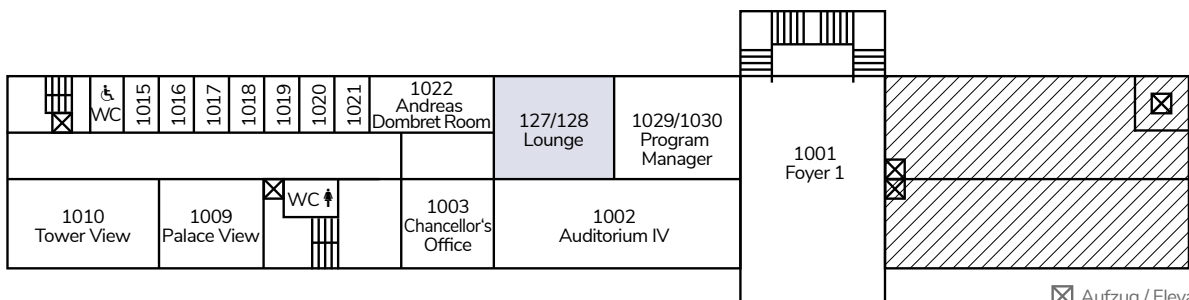 WC
1015
1016
1017
1018
1019
1020
1021
1022
Andreas
Dombret Room
127/128
Lounge
1029/1030
Program
Manager
1001
Foyer 1
1010
Tower View
1009
Palace View
WC
1003
Chancellor's
Office
1002
Auditorium IV
Aufzug / Eleva